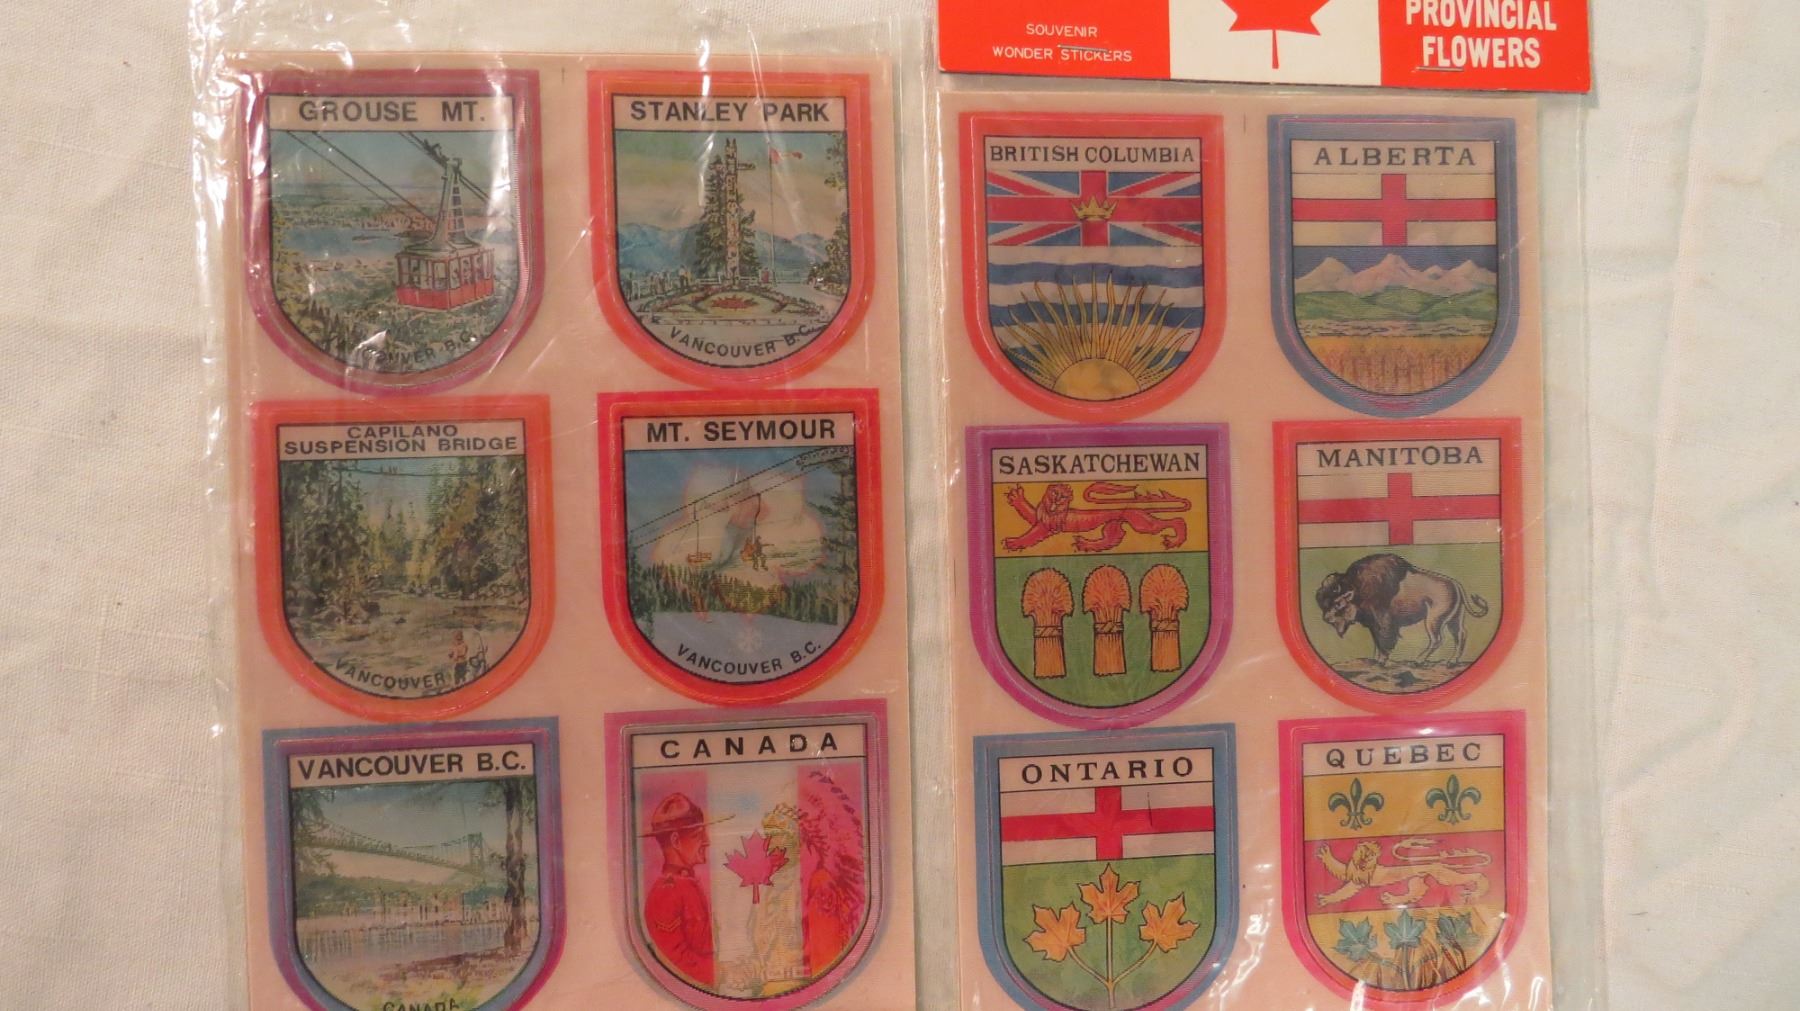 SOUVENIR
WONDER STICKERS
PROVINCIAL
FLOWERS
GROUSE MT.
VANCOUVER B.C.
STANLEY PARK
VANCOUVER B.C.
CAPILANO
SUSPENSION BRIDGE
VANCOUVER
MT. SEYMOUR
VANCOUVER B.C.
VANCOUVER B.C.
CANADA
CANADA
BRITISH COLUMBIA
ALBERTA
SASKATCHEWAN
MANITOBA
ONTARIO
QUEBEC